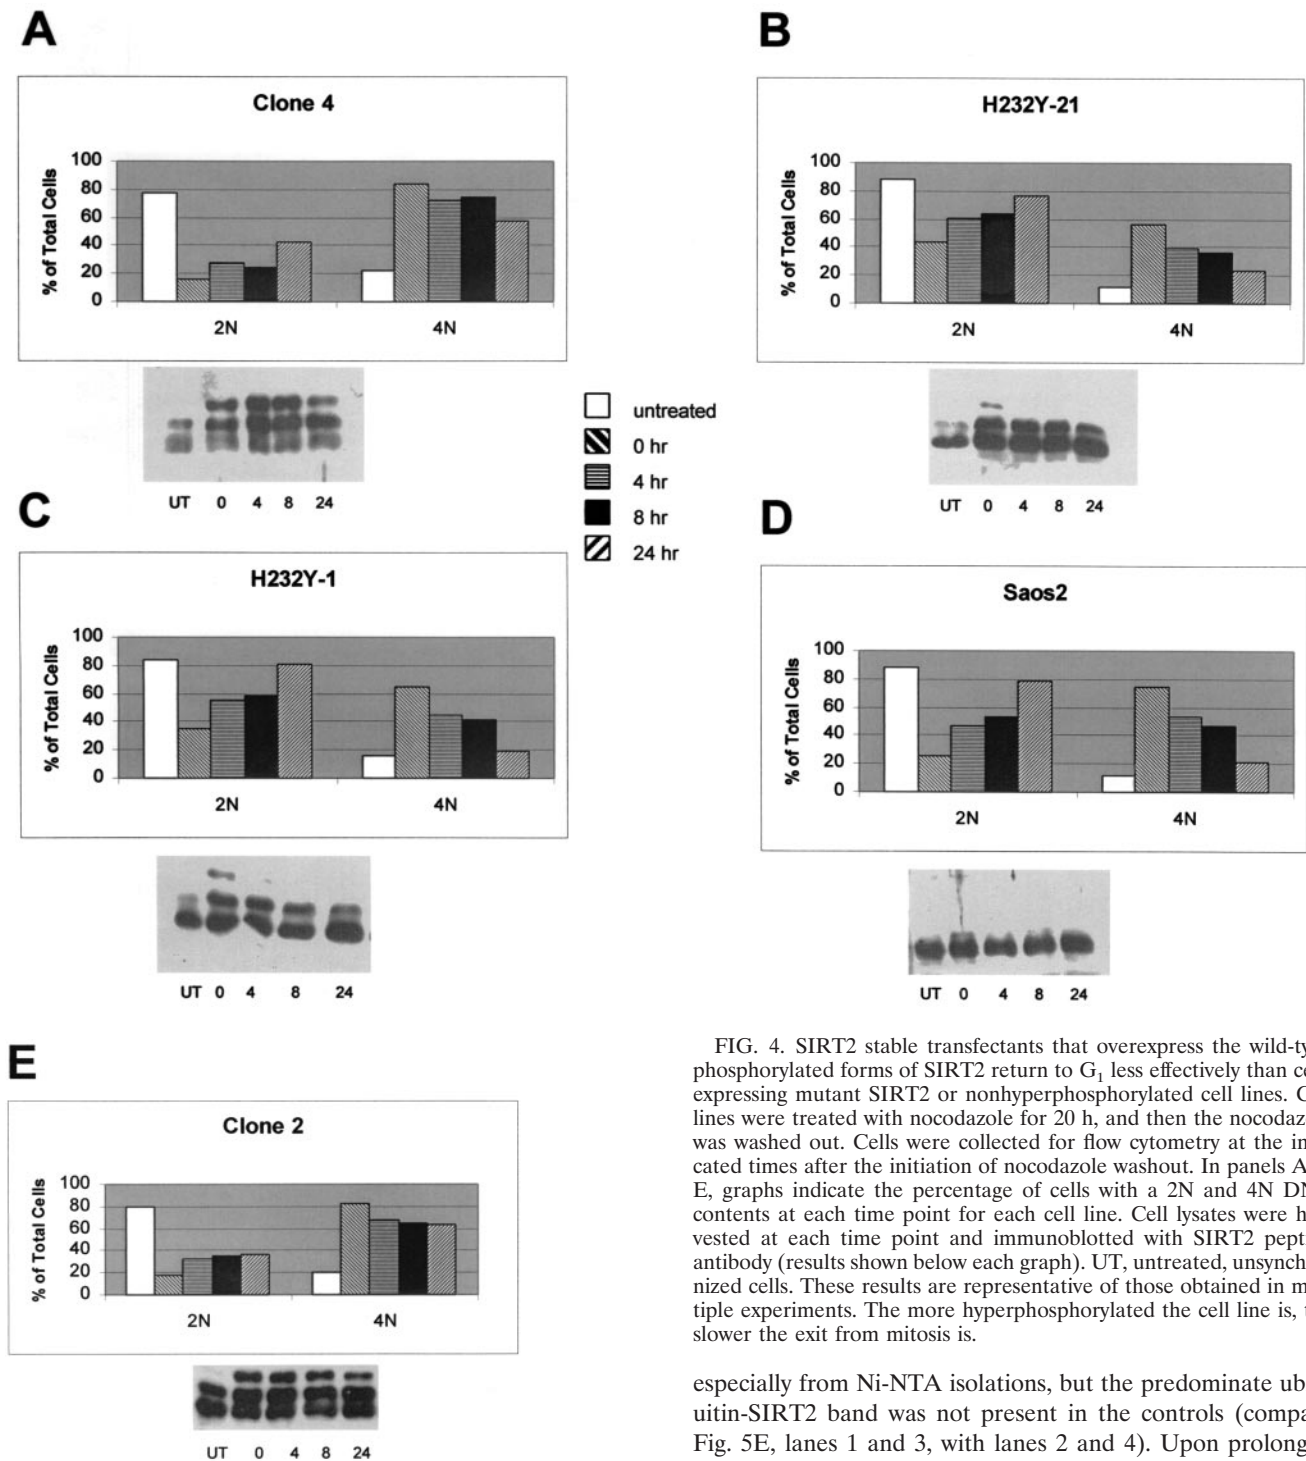 A
Clone 4
% of Total Cells
100
80
60
40
20
0
2N 4N
UT 0 4 8 24
B
H232Y-21
% of Total Cells
100
80
60
40
20
0
2N 4N
UT 0 4 8 24
untreated
0 hr
4 hr
8 hr
24 hr
C
H232Y-1
% of Total Cells
100
80
60
40
20
0
2N 4N
UT 0 4 8 24
D
Saos2
% of Total Cells
100
80
60
40
20
0
2N 4N
UT 0 4 8 24
E
Clone 2
% of Total Cells
100
80
60
40
20
0
2N 4N
UT 0 4 8 24
FIG. 4. SIRT2 stable transfectants that overexpress the wild-ty
phosphorylated forms of SIRT2 return to G1 less effectively than ce
expressing mutant SIRT2 or nonhyperphosphorylated cell lines. C
lines were treated with nocodazole for 20 h, and then the nocodaz
was washed out. Cells were collected for flow cytometry at the in
cated times after the initiation of nocodazole washout. In panels A
E, graphs indicate the percentage of cells with a 2N and 4N DN
contents at each time point for each cell line. Cell lysates were ha
vested at each time point and immunoblotted with SIRT2 pepti
antibody (results shown below each graph). UT, untreated, unsynch
nized cells. These results are representative of those obtained in m
tiple experiments. The more hyperphosphorylated the cell line is, t
slower the exit from mitosis is.
especially from Ni-NTA isolations, but the predominate ub
uitin-SIRT2 band was not present in the controls (compa
Fig. 5E, lanes 1 and 3, with lanes 2 and 4). Upon prolong